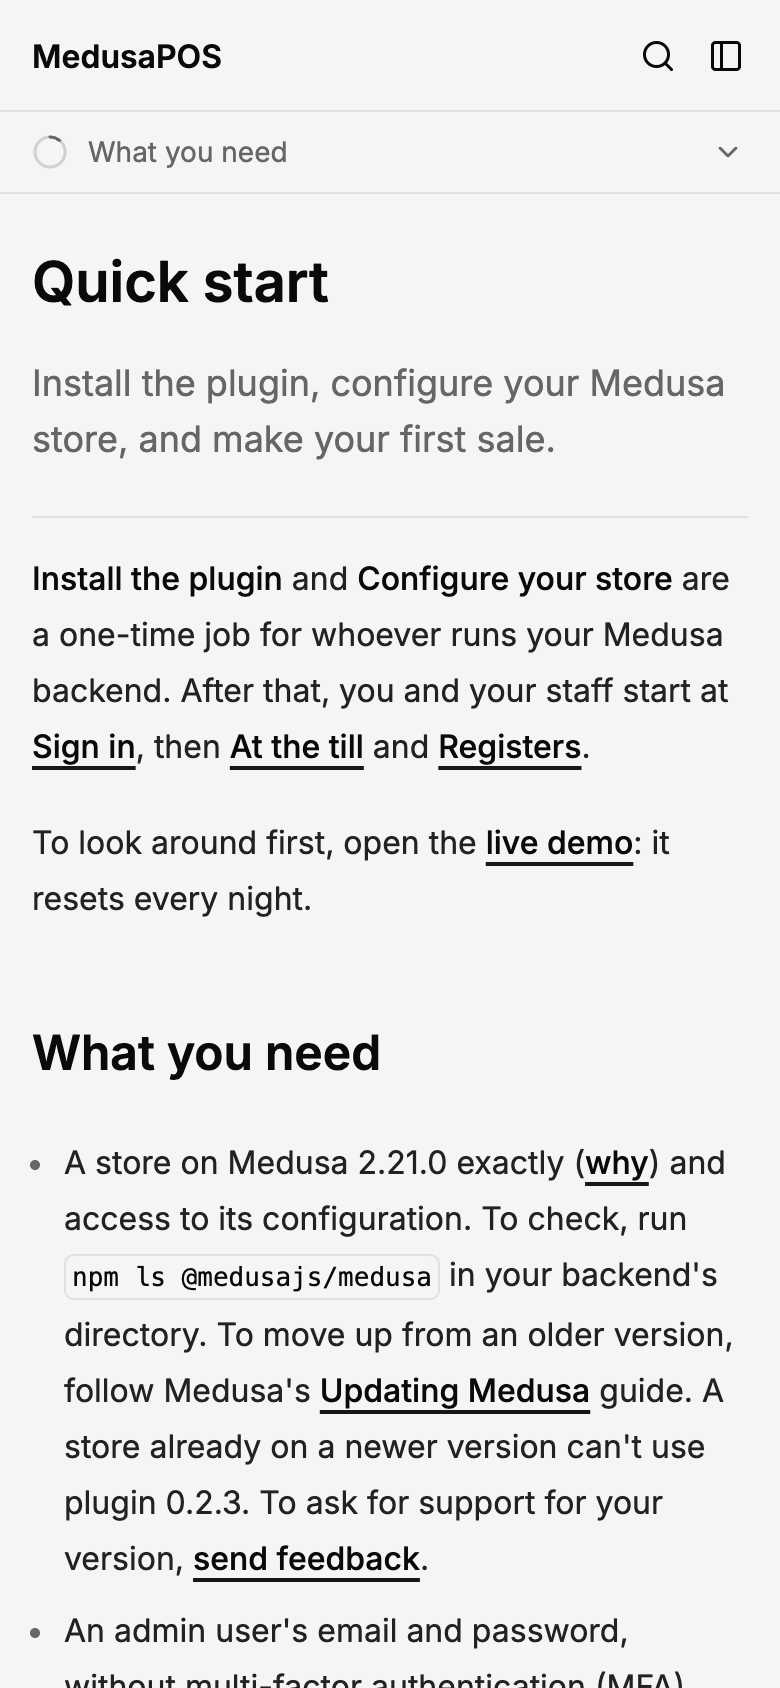 MedusaPOS
What you need
Quick start
Install the plugin, configure your Medusa
store, and make your first sale.
Install the plugin and Configure your store are
a one-time job for whoever runs your Medusa
backend. After that, you and your staff start at
Sign in, then At the till and Registers.
To look around first, open the live demo: it
resets every night.
What you need
• A store on Medusa 2.21.0 exactly (why) and
access to its configuration. To check, run
npm ls @medusajs/medusa in your backend's
directory. To move up from an older version,
follow Medusa's Updating Medusa guide. A
store already on a newer version can't use
plugin 0.2.3. To ask for support for your
version, send feedback.
• An admin user's email and password,
without multi-factor authentication (MFA)